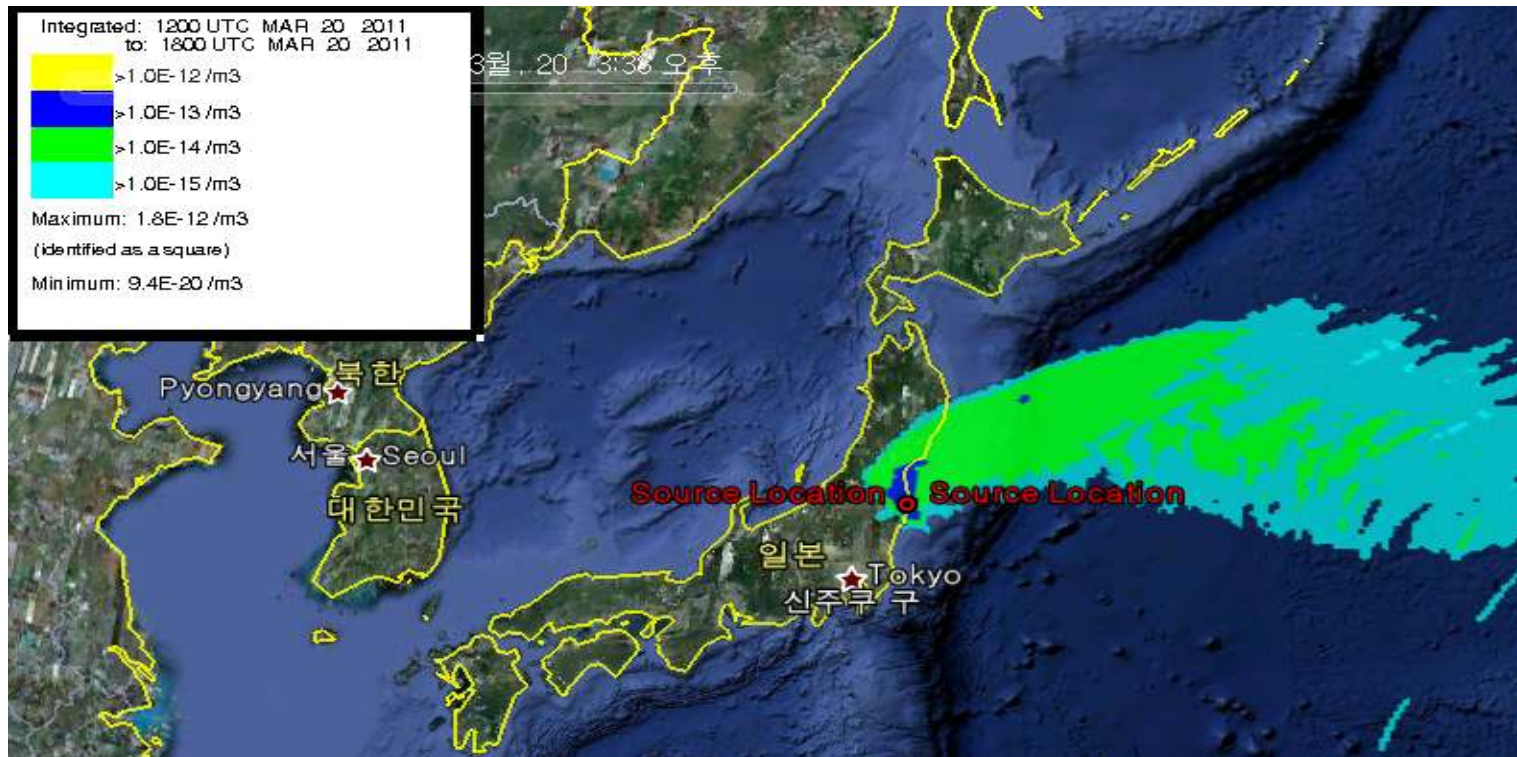 Integrated: 1200 UTC MAR 20 2011
to: 1800 UTC MAR 20 2011
>1.0E-12 /m3
>1.0E-13 /m3
>1.0E-14 /m3
>1.0E-15 /m3
Maximum: 1.8E-12 /m3
(identified as a square)
Minimum: 9.4E-20 /m3
3월, 20 3:38 오후
북한
Pyongyang
서울 Seoul
대한민국
Source Location Source Location
일본
Tokyo
신주쿠 구